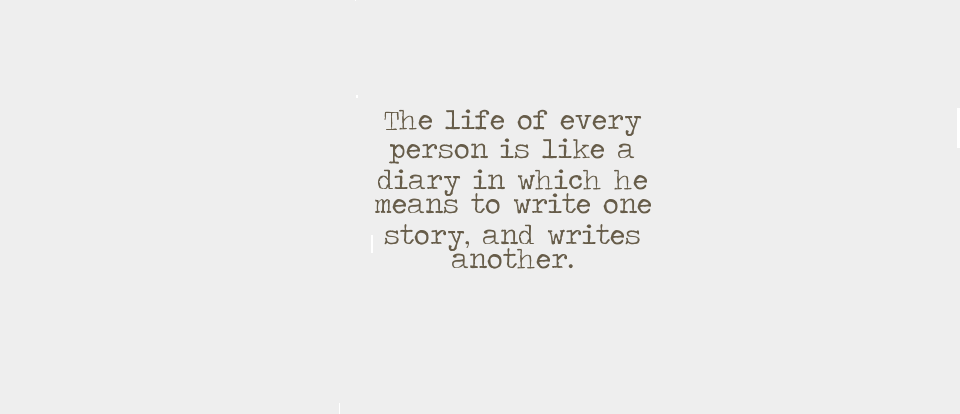 The life of every
person is like a
diary in which he
means to write one
story, and writes
another.